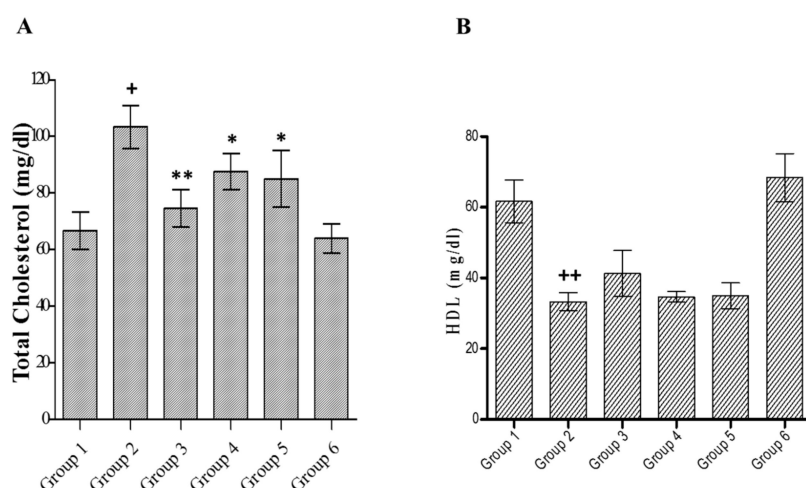 A
Total Cholesterol (mg/dl)
120
100
80
60
40
20
0
+
**
*
*
Group 1
Group 2
Group 3
Group 4
Group 5
Group 6
B
HDL (mg/dl)
80
60
40
20
0
++
Group 1
Group 2
Group 3
Group 4
Group 5
Group 6